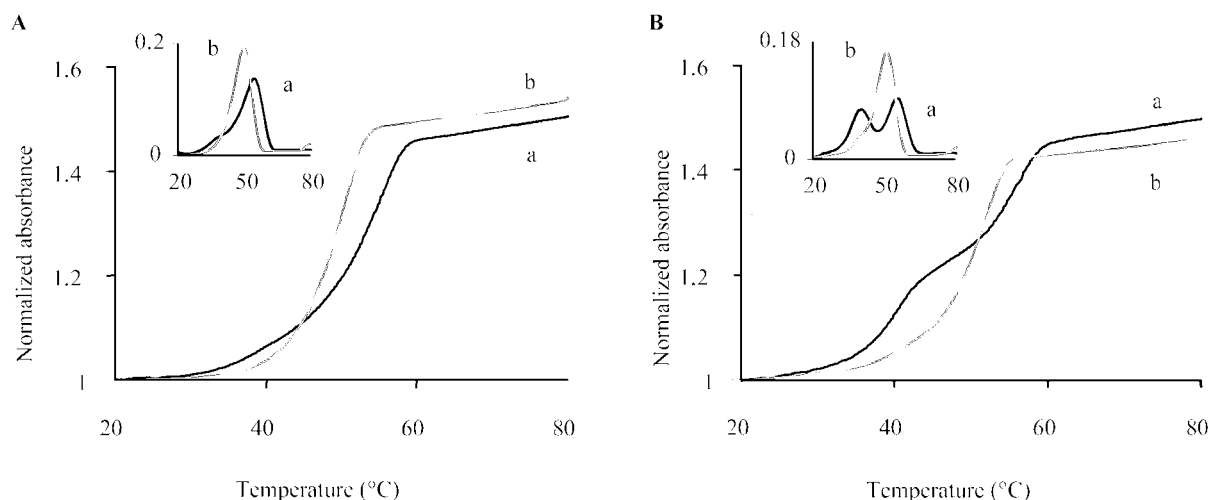 A
0.2
b
a
0
20 50 80
1.6
1.4
1.2
1
b
a
20 40 60 80
Normalized absorbance
Temperature (°C)
B
0.18
b
a
0
20 50 80
1.6
1.4
1.2
1
a
b
20 40 60 80
Normalized absorbance
Temperature (°C)